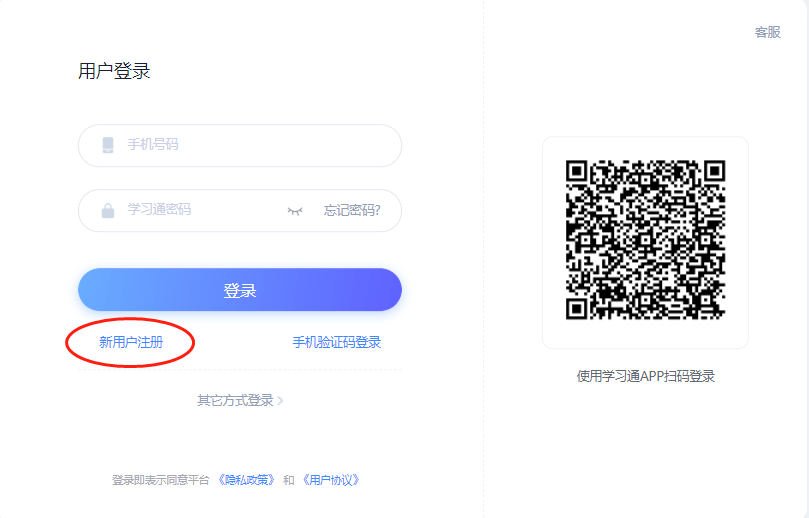 客服
用户登录
手机号码
学习通密码
忘记密码?
登录
新用户注册
手机验证码登录
其它方式登录
登录即表示同意平台 《隐私政策》 和 《用户协议》
使用学习通APP扫码登录